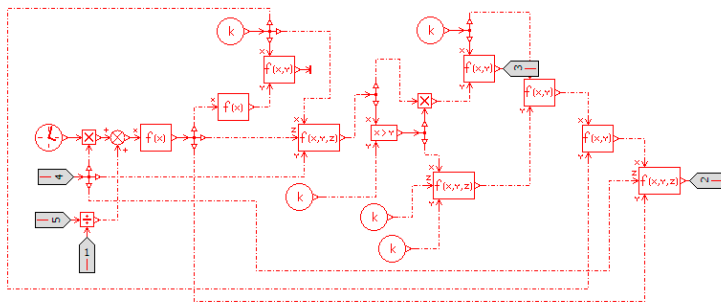 k
k
X
f(X,Y)
Y
X
f(X,Y)
Y
3
k
X
f(x)
f(X,Y)
X
X
+
+
X
f(x)
Z
f(X,Y,Z)
Y
X
X>Y
Y
X
f(X,Y)
Y
4
X
Z
f(X,Y,Z)
Y
X
Z
f(X,Y,Z)
Y
2
k
k
5
÷
k
1